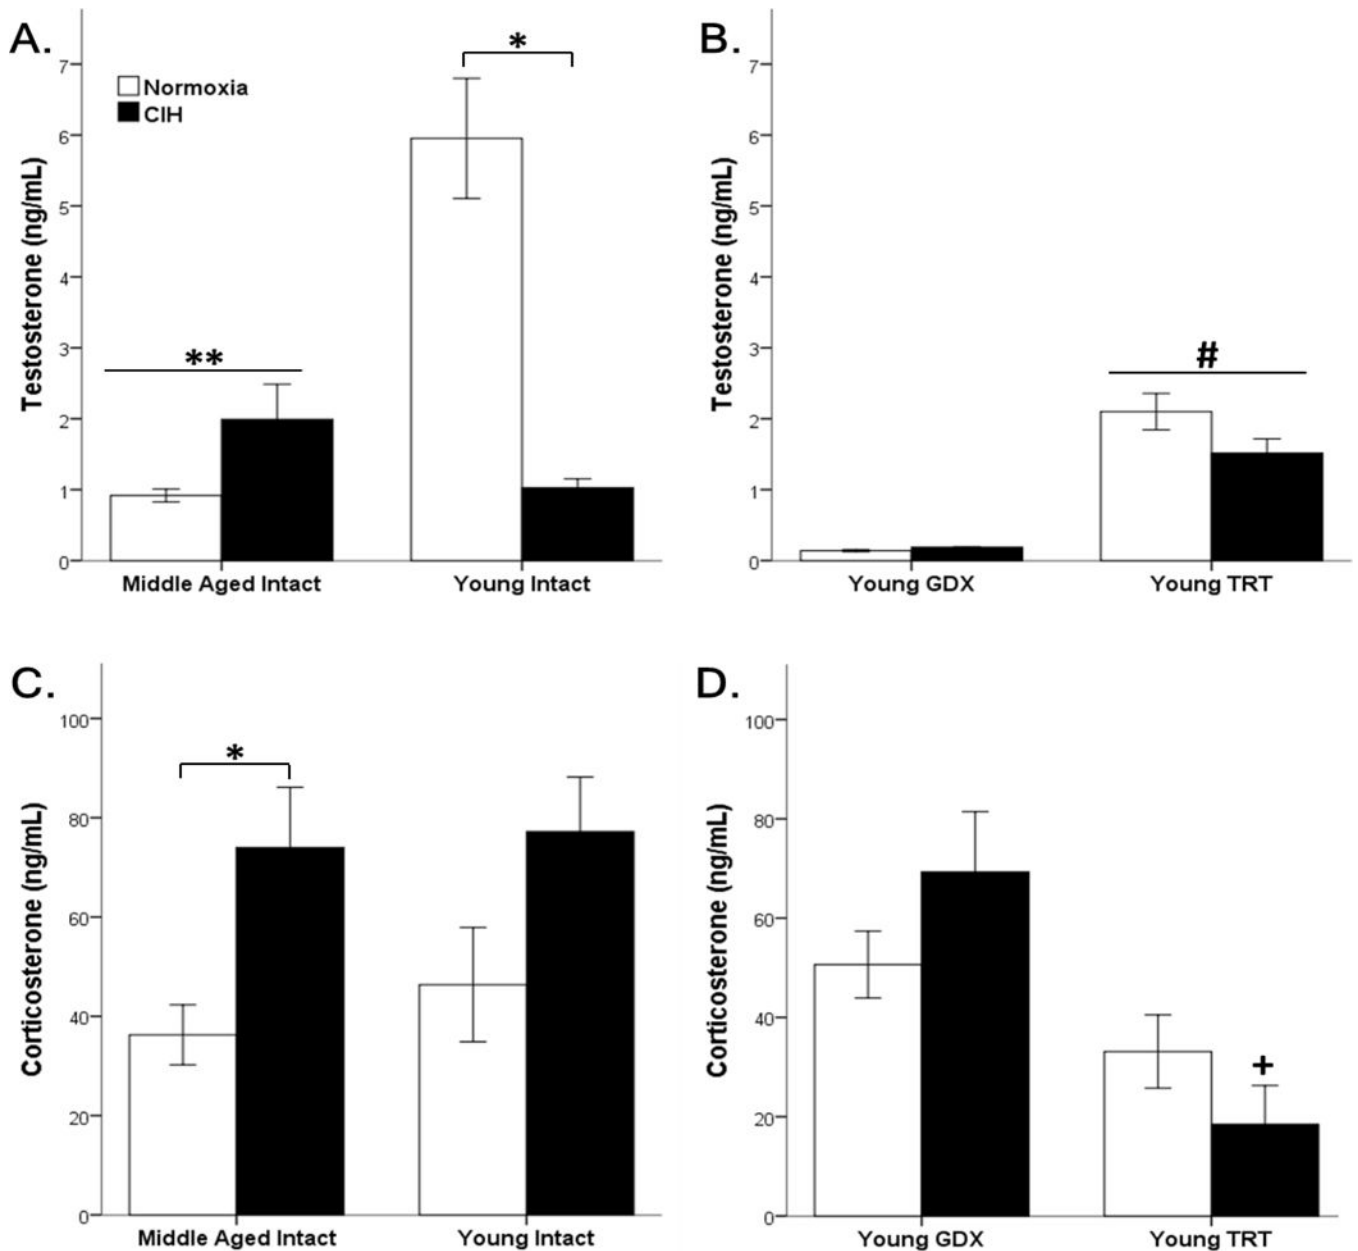 A.
*
7
Normoxia
CIH
6
5
4
3
**
2
1
0
Testosterone (ng/mL)
Middle Aged Intact
Young Intact
B.
7
6
5
4
3
#
2
1
0
Testosterone (ng/mL)
Young GDX
Young TRT
C.
100
*
80
60
40
20
0
Corticosterone (ng/mL)
Middle Aged Intact
Young Intact
D.
100
80
60
40
+
20
0
Corticosterone (ng/mL)
Young GDX
Young TRT